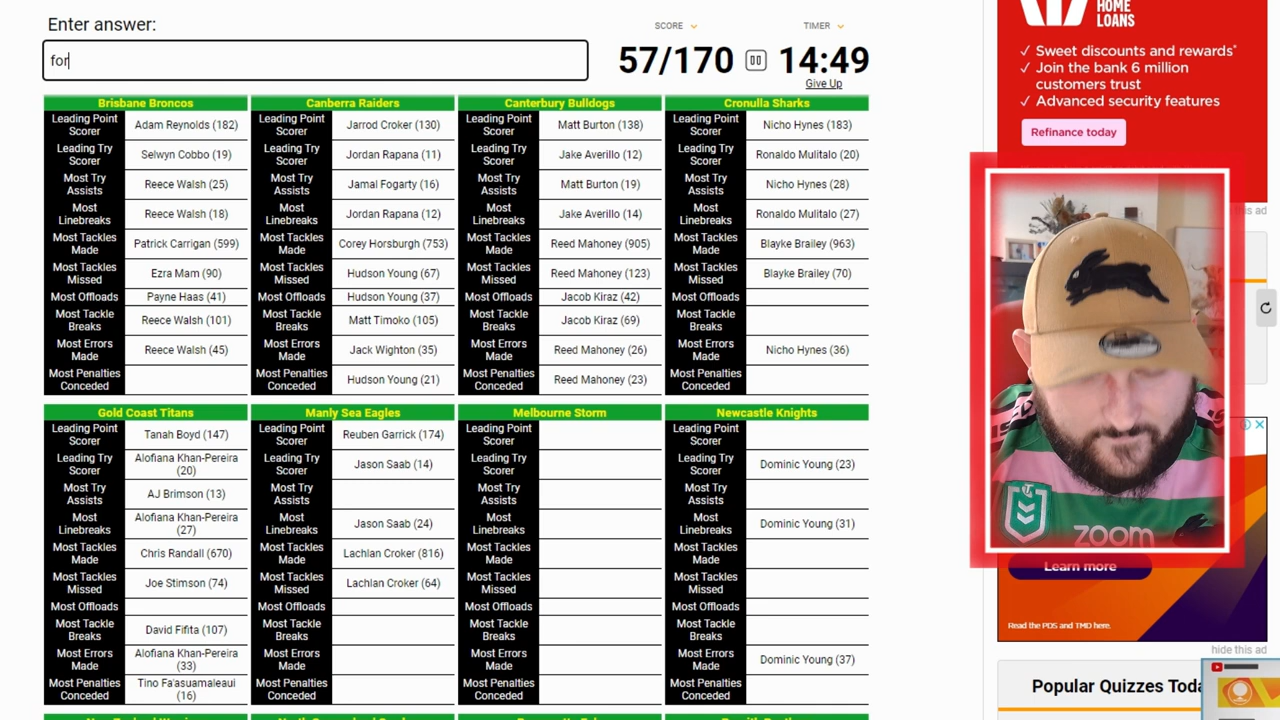 Enter answer:
for
SCORE
TIMER
57/170
14:49
Give Up
Brisbane Broncos
Leading Point Scorer Adam Reynolds (182)
Leading Try Scorer Selwyn Cobbo (19)
Most Try Assists Reece Walsh (25)
Most Linebreaks Reece Walsh (18)
Most Tackles Made Patrick Carrigan (599)
Most Tackles Missed Ezra Mam (90)
Most Offloads Payne Haas (41)
Most Tackle Breaks Reece Walsh (101)
Most Errors Made Reece Walsh (45)
Most Penalties Conceded
Canberra Raiders
Leading Point Scorer Jarrod Croker (130)
Leading Try Scorer Jordan Rapana (11)
Most Try Assists Jamal Fogarty (16)
Most Linebreaks Jordan Rapana (12)
Most Tackles Made Corey Horsburgh (753)
Most Tackles Missed Hudson Young (67)
Most Offloads Hudson Young (37)
Most Tackle Breaks Matt Timoko (105)
Most Errors Made Jack Wighton (35)
Most Penalties Conceded Hudson Young (21)
Canterbury Bulldogs
Leading Point Scorer Matt Burton (138)
Leading Try Scorer Jake Averillo (12)
Most Try Assists Matt Burton (19)
Most Linebreaks Jake Averillo (14)
Most Tackles Made Reed Mahoney (905)
Most Tackles Missed Reed Mahoney (123)
Most Offloads Jacob Kiraz (42)
Most Tackle Breaks Jacob Kiraz (69)
Most Errors Made Reed Mahoney (26)
Most Penalties Conceded Reed Mahoney (23)
Cronulla Sharks
Leading Point Scorer Nicho Hynes (183)
Leading Try Scorer Ronaldo Mulitalo (20)
Most Try Assists Nicho Hynes (28)
Most Linebreaks Ronaldo Mulitalo (27)
Most Tackles Made Blayke Brailey (963)
Most Tackles Missed Blayke Brailey (70)
Most Offloads
Most Tackle Breaks
Most Errors Made Nicho Hynes (36)
Most Penalties Conceded
Gold Coast Titans
Leading Point Scorer Tanah Boyd (147)
Leading Try Scorer Alofiana Khan-Pereira (20)
Most Try Assists AJ Brimson (13)
Most Linebreaks Alofiana Khan-Pereira (27)
Most Tackles Made Chris Randall (670)
Most Tackles Missed Joe Stimson (74)
Most Offloads
Most Tackle Breaks David Fifita (107)
Most Errors Made Alofiana Khan-Pereira (33)
Most Penalties Conceded Tino Fa'asuamaleaui (16)
Manly Sea Eagles
Leading Point Scorer Reuben Garrick (174)
Leading Try Scorer Jason Saab (14)
Most Try Assists
Most Linebreaks Jason Saab (24)
Most Tackles Made Lachlan Croker (816)
Most Tackles Missed Lachlan Croker (64)
Most Offloads
Most Tackle Breaks
Most Errors Made
Most Penalties Conceded
Melbourne Storm
Leading Point Scorer
Leading Try Scorer
Most Try Assists
Most Linebreaks
Most Tackles Made
Most Tackles Missed
Most Offloads
Most Tackle Breaks
Most Errors Made
Most Penalties Conceded
Newcastle Knights
Leading Point Scorer
Leading Try Scorer Dominic Young (23)
Most Try Assists
Most Linebreaks Dominic Young (31)
Most Tackles Made
Most Tackles Missed
Most Offloads
Most Tackle Breaks
Most Errors Made Dominic Young (37)
Most Penalties Conceded
HOME
LOANS
Sweet discounts and rewards*
Join the bank 6 million
customers trust
Advanced security features
Refinance today
this ad
zoom
Learn more
Read the PDS and TMD here.
hide this ad
Popular Quizzes Toda